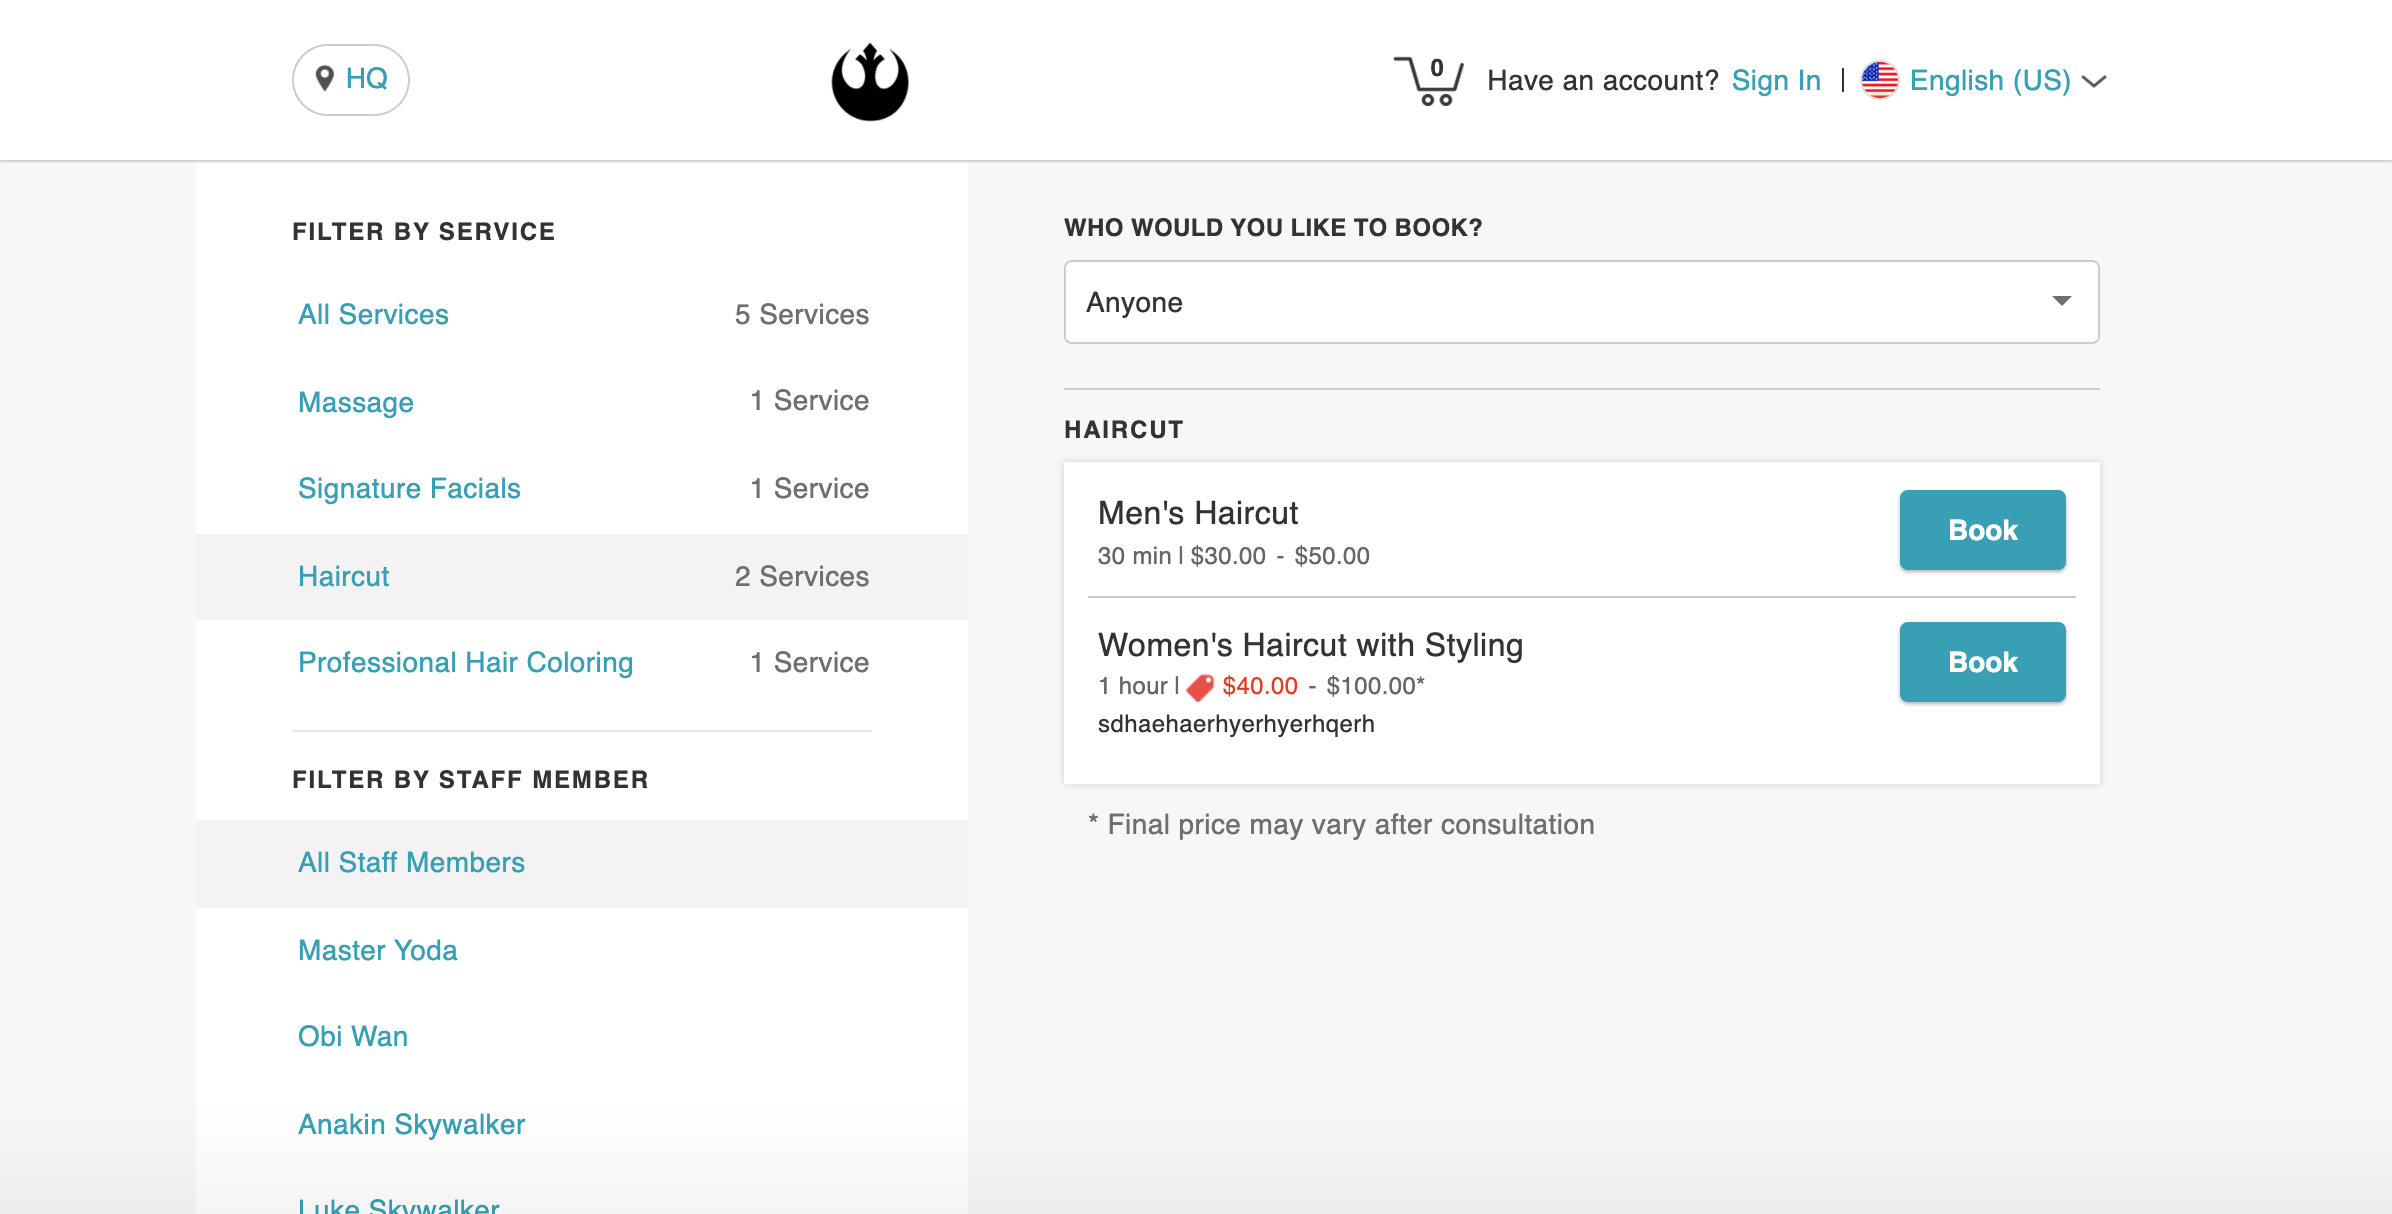 HQ
0
Have an account? Sign In | English (US)
FILTER BY SERVICE
All Services 5 Services
Massage 1 Service
Signature Facials 1 Service
Haircut 2 Services
Professional Hair Coloring 1 Service
FILTER BY STAFF MEMBER
All Staff Members
Master Yoda
Obi Wan
Anakin Skywalker
Luke Skywalker
WHO WOULD YOU LIKE TO BOOK?
Anyone
HAIRCUT
Men's Haircut
30 min | $30.00 - $50.00
Book
Women's Haircut with Styling
1 hour | $40.00 - $100.00*
sdhaehaerhyerhyerhqerh
Book
* Final price may vary after consultation